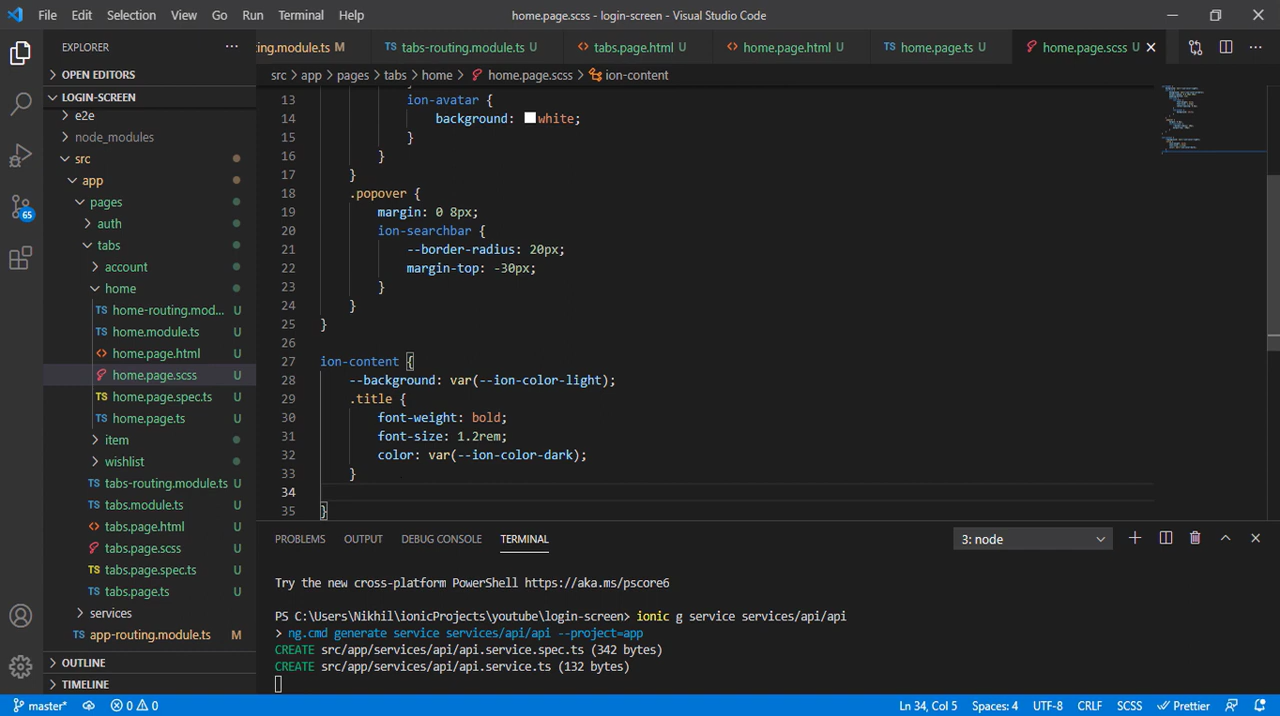 File Edit Selection View Go Run Terminal Help
home.page.scss - login-screen - Visual Studio Code
EXPLORER
ing.module.ts M
TS tabs-routing.module.ts U
<> tabs.page.html U
<> home.page.html U
TS home.page.ts U
home.page.scss U
src > app > pages > tabs > home > home.page.scss > ion-content
OPEN EDITORS
LOGIN-SCREEN
e2e
node_modules
src
app
pages
auth
tabs
account
home
TS home-routing.mod... U
TS home.module.ts U
<> home.page.html U
home.page.scss U
TS home.page.spec.ts U
TS home.page.ts U
item
wishlist
TS tabs-routing.module.ts U
TS tabs.module.ts U
<> tabs.page.html U
tabs.page.scss U
TS tabs.page.spec.ts U
TS tabs.page.ts U
services
TS app-routing.module.ts M
OUTLINE
TIMELINE
65
13 ion-avatar {
14 background: white;
15 }
16 }
17 }
18 .popover {
19 margin: 0 8px;
20 ion-searchbar {
21 --border-radius: 20px;
22 margin-top: -30px;
23 }
24 }
25 }
26
27 ion-content {
28 --background: var(--ion-color-light);
29 .title {
30 font-weight: bold;
31 font-size: 1.2rem;
32 color: var(--ion-color-dark);
33 }
34
35 }
PROBLEMS OUTPUT DEBUG CONSOLE TERMINAL
3: node
Try the new cross-platform PowerShell https://aka.ms/pscore6
PS C:\Users\Nikhil\ionicProjects\youtube\login-screen> ionic g service services/api/api
> ng.cmd generate service services/api/api --project=app
CREATE src/app/services/api/api.service.spec.ts (342 bytes)
CREATE src/app/services/api/api.service.ts (132 bytes)
master* 0 0
Ln 34, Col 5 Spaces: 4 UTF-8 CRLF SCSS Prettier